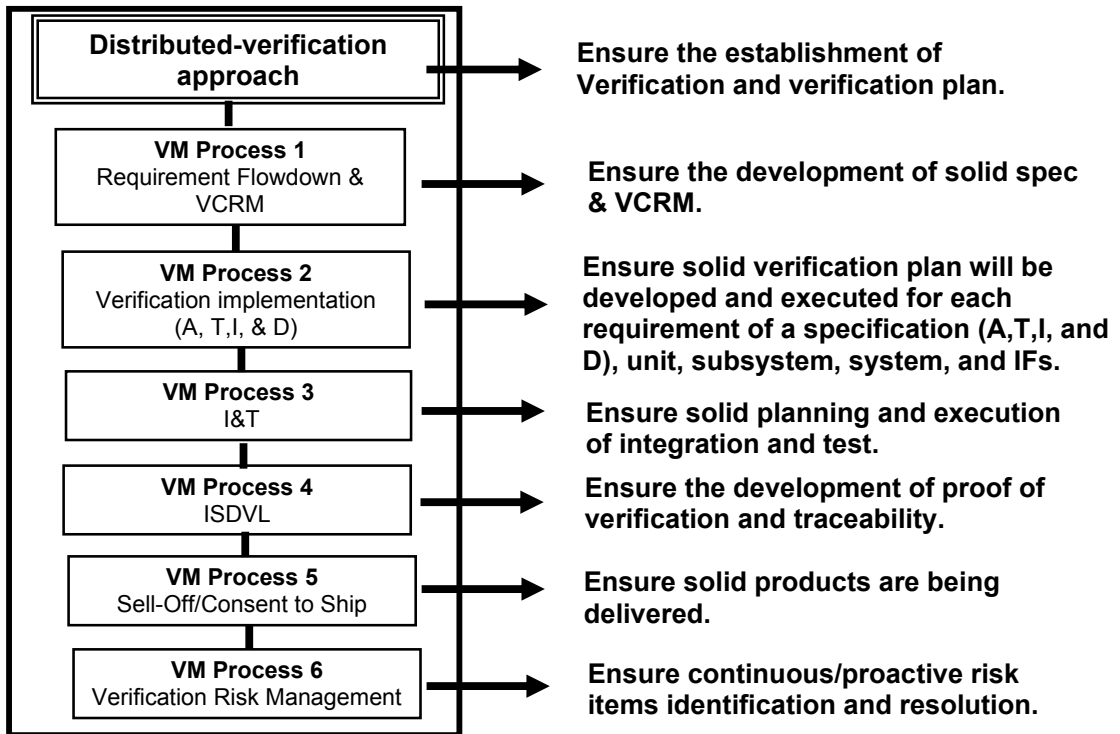 Distributed-verification
approach
Ensure the establishment of
Verification and verification plan.
VM Process 1
Requirement Flowdown &
VCRM
Ensure the development of solid spec
& VCRM.
VM Process 2
Verification implementation
(A, T,I, & D)
Ensure solid verification plan will be
developed and executed for each
requirement of a specification (A,T,I, and
D), unit, subsystem, system, and IFs.
VM Process 3
I&T
Ensure solid planning and execution
of integration and test.
VM Process 4
ISDVL
Ensure the development of proof of
verification and traceability.
VM Process 5
Sell-Off/Consent to Ship
Ensure solid products are being
delivered.
VM Process 6
Verification Risk Management
Ensure continuous/proactive risk
items identification and resolution.